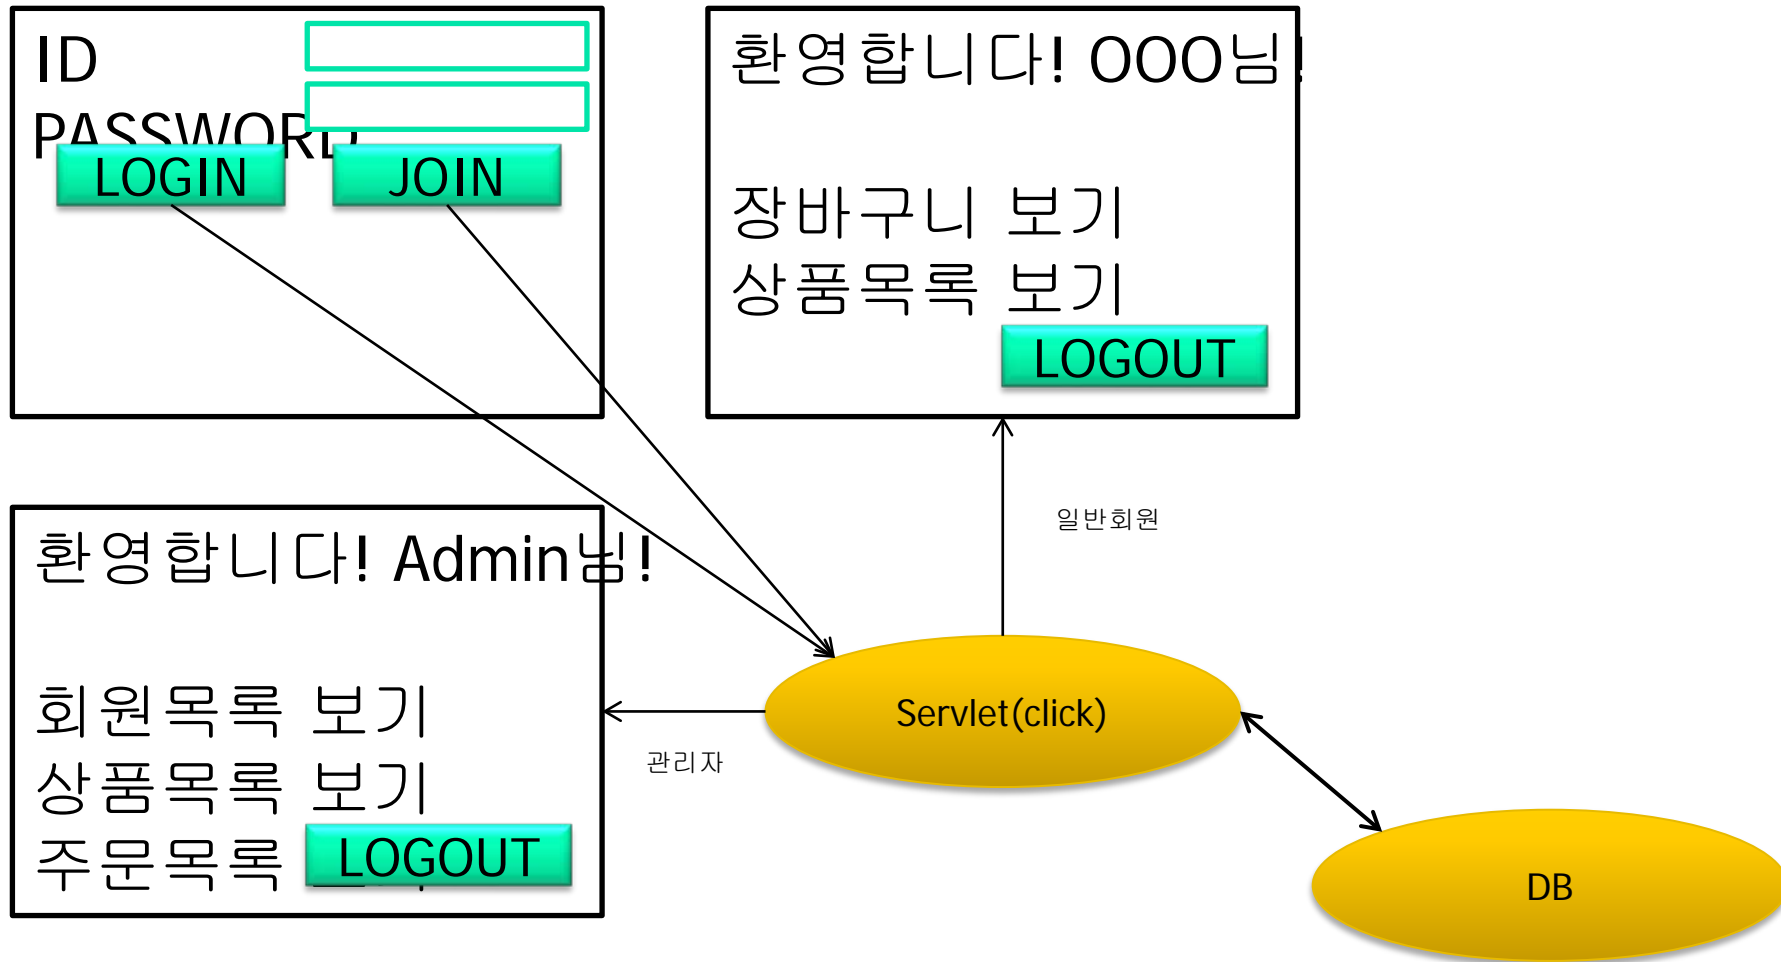 ID
PASSWORD
LOGIN
JOIN
환영합니다! OOO님!
장바구니 보기
상품목록 보기
LOGOUT
일반회원
환영합니다! Admin님!
회원목록 보기
상품목록 보기
주문목록
LOGOUT
관리자
Servlet(click)
DB